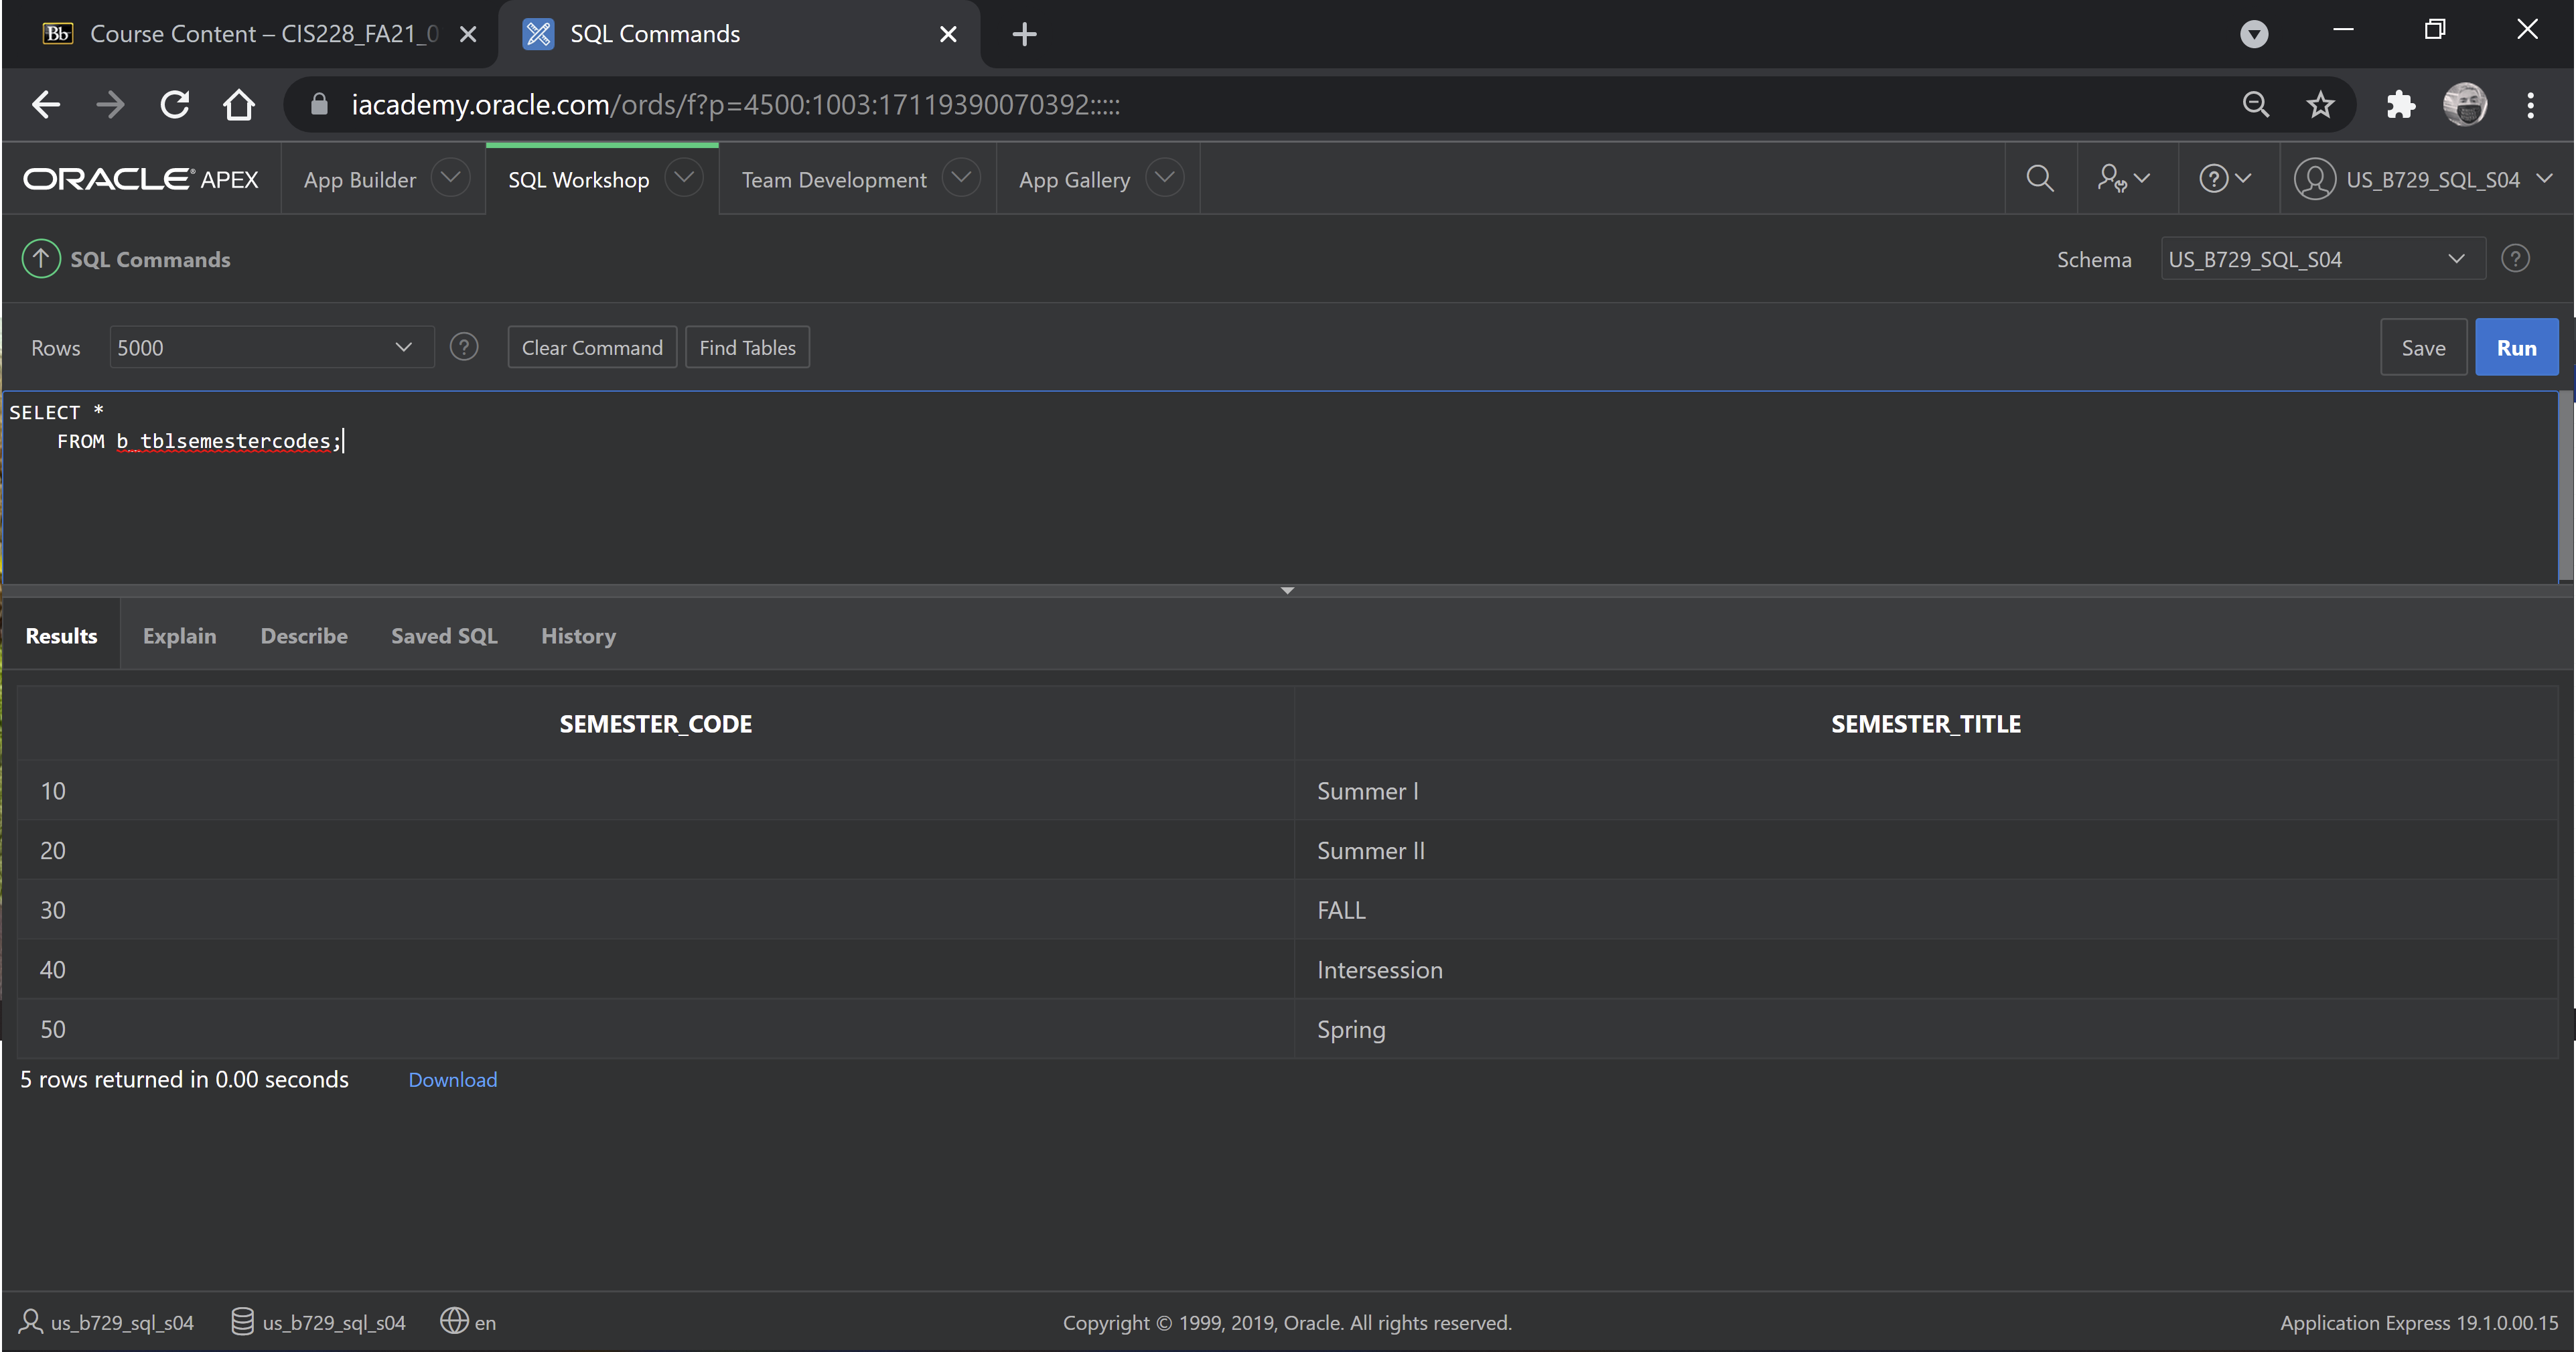 Bb Course Content – CIS228_FA21_0
SQL Commands
iacademy.oracle.com/ords/f?p=4500:1003:17119390070392:::::
ORACLE® APEX App Builder SQL Workshop Team Development App Gallery US_B729_SQL_S04
SQL Commands Schema US_B729_SQL_S04
Rows 5000 Clear Command Find Tables Save Run
SELECT *
FROM b_tblsemestercodes;
Results Explain Describe Saved SQL History
SEMESTER_CODE SEMESTER_TITLE
10 Summer I
20 Summer II
30 FALL
40 Intersession
50 Spring
5 rows returned in 0.00 seconds Download
us_b729_sql_s04 us_b729_sql_s04 en Copyright © 1999, 2019, Oracle. All rights reserved. Application Express 19.1.0.00.15